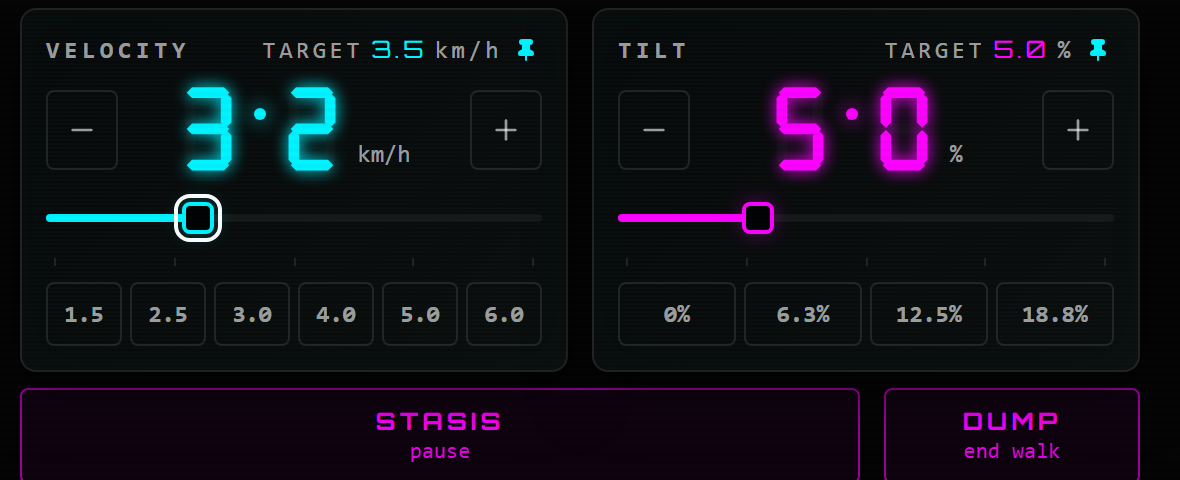 VELOCITY TARGET 3.5 km/h
− 3.2 km/h +
1.5 2.5 3.0 4.0 5.0 6.0
TILT TARGET 5.0 %
− 5.0 % +
0% 6.3% 12.5% 18.8%
STASIS
pause
DUMP
end walk